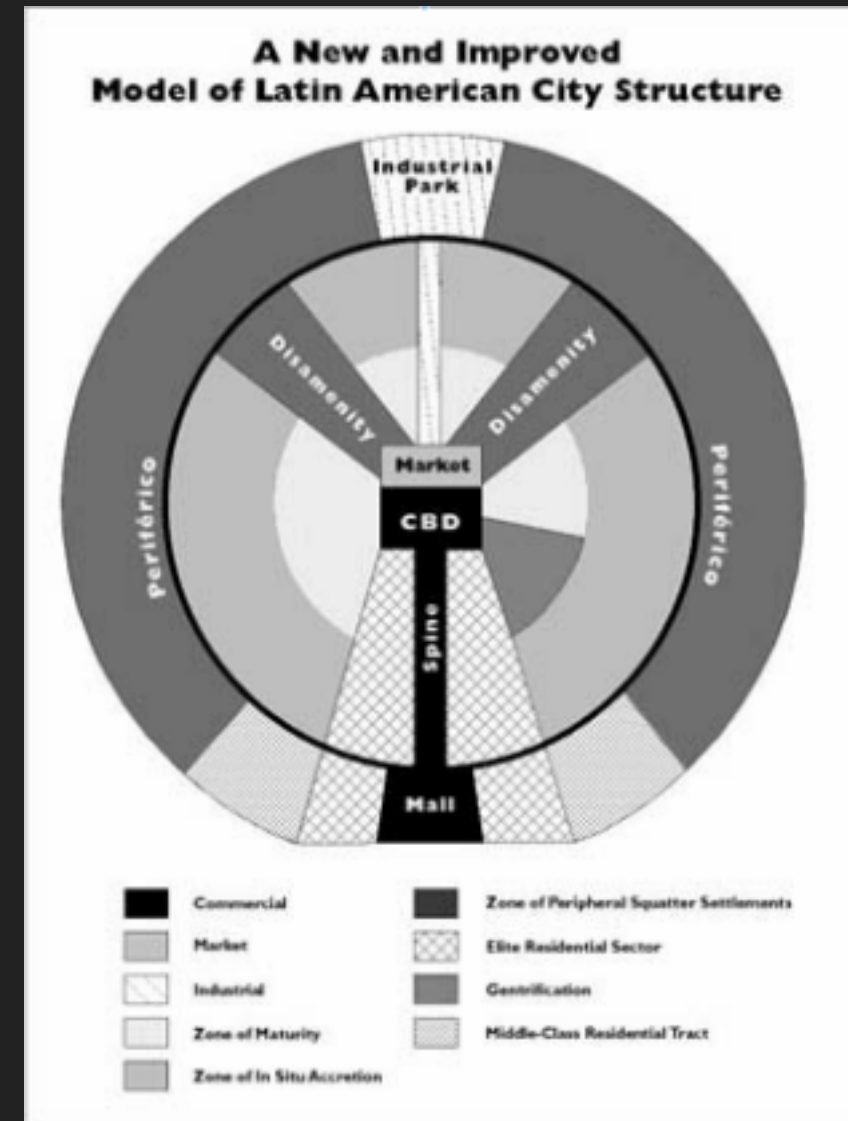 A New and Improved
Model of Latin American City Structure
Industrial
Park
Disamenity
Disamenity
Market
Periférico
Periférico
CBD
Spine
Mall
Commercial
Market
Industrial
Zone of Maturity
Zone of In Situ Accretion
Zone of Peripheral Squatter Settlements
Elite Residential Sector
Gentrification
Middle-Class Residential Tract